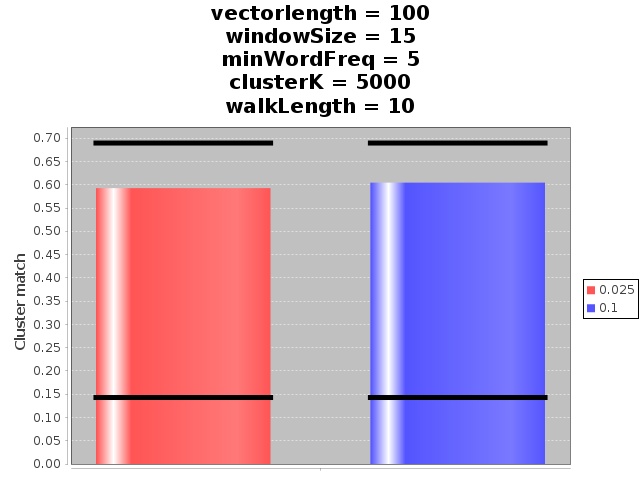 vectorlength = 100
windowSize = 15
minWordFreq = 5
clusterK = 5000
walkLength = 10
0.70
0.65
0.60
0.55
0.50
0.45
0.40
0.35
0.30
0.25
0.20
0.15
0.10
0.05
0.00
Cluster match
0.025
0.1